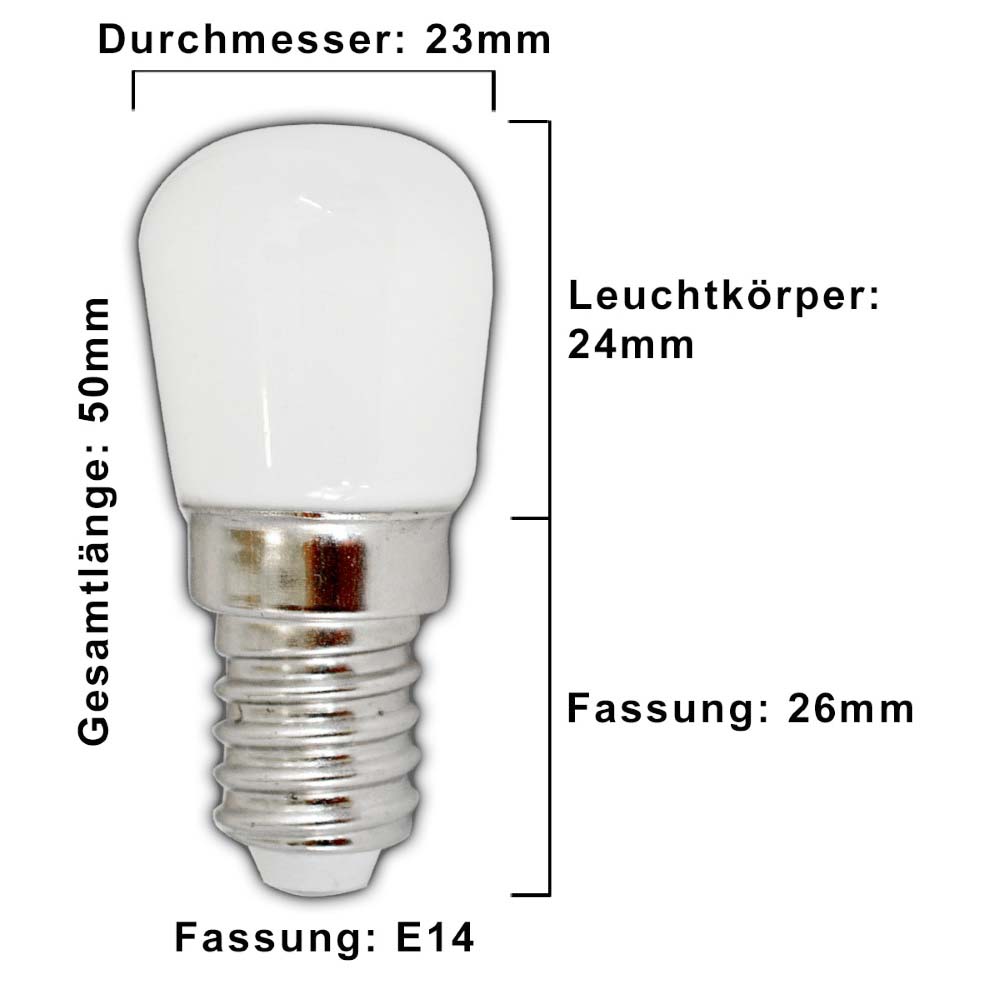 Durchmesser: 23mm
Gesamtlänge: 50mm
Leuchtkörper:
24mm
Fassung: 26mm
Fassung: E14